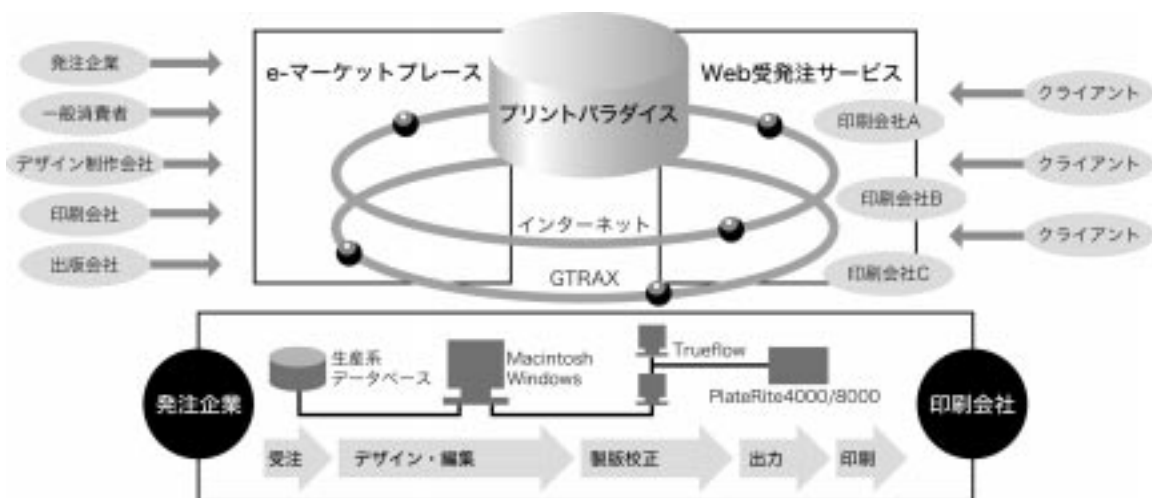 発注企業
一般消費者
デザイン制作会社
印刷会社
出版会社
e-マーケットプレース
プリントパラダイス
Web受発注サービス
印刷会社A
印刷会社B
印刷会社C
クライアント
クライアント
クライアント
インターネット
GTRAX
発注企業
生産系
データベース
Macintosh
Windows
Trueflow
PlateRite4000/8000
印刷会社
受注
デザイン・編集
製版校正
出力
印刷